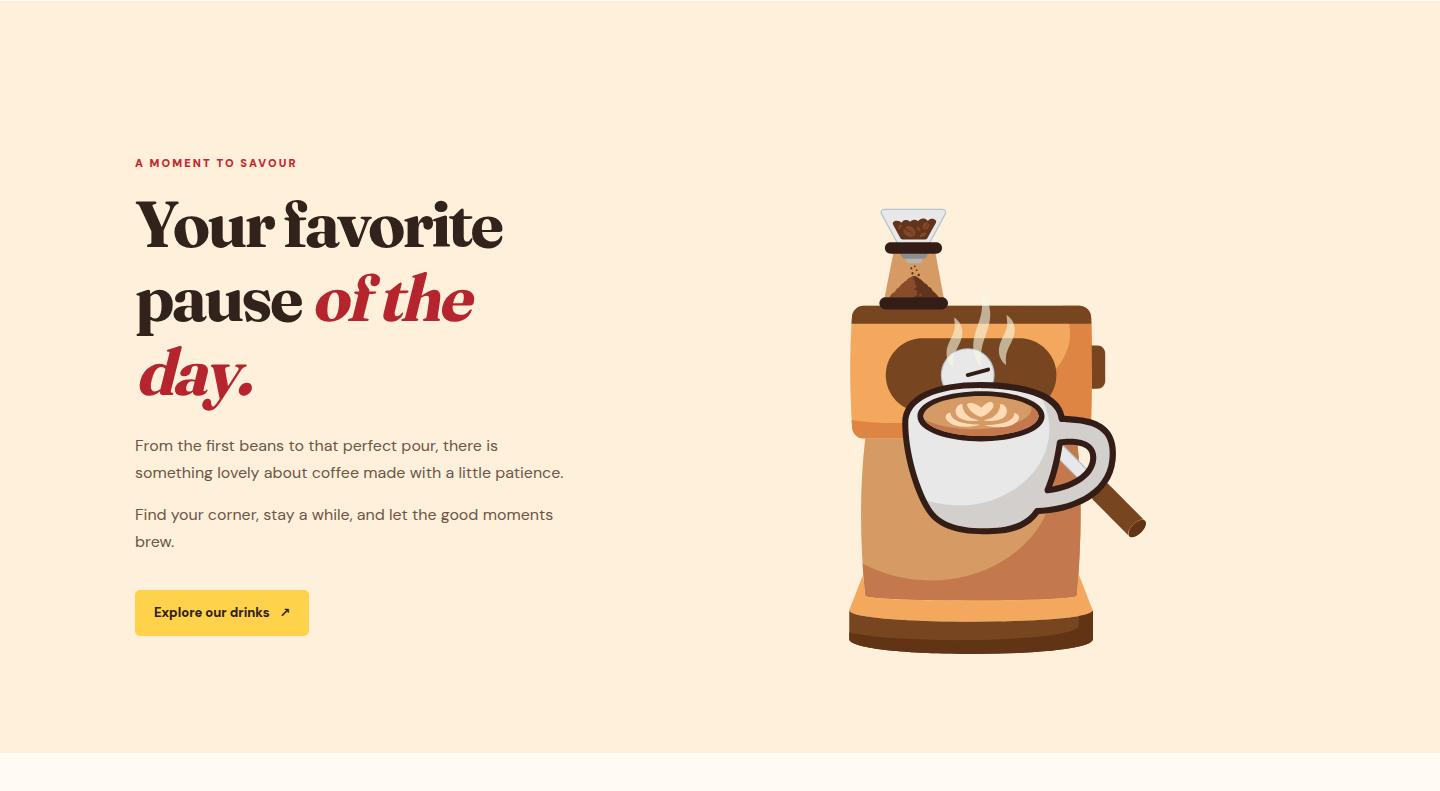 A MOMENT TO SAVOUR
Your favorite
pause of the
day.
From the first beans to that perfect pour, there is
something lovely about coffee made with a little patience.
Find your corner, stay a while, and let the good moments
brew.
Explore our drinks ↗